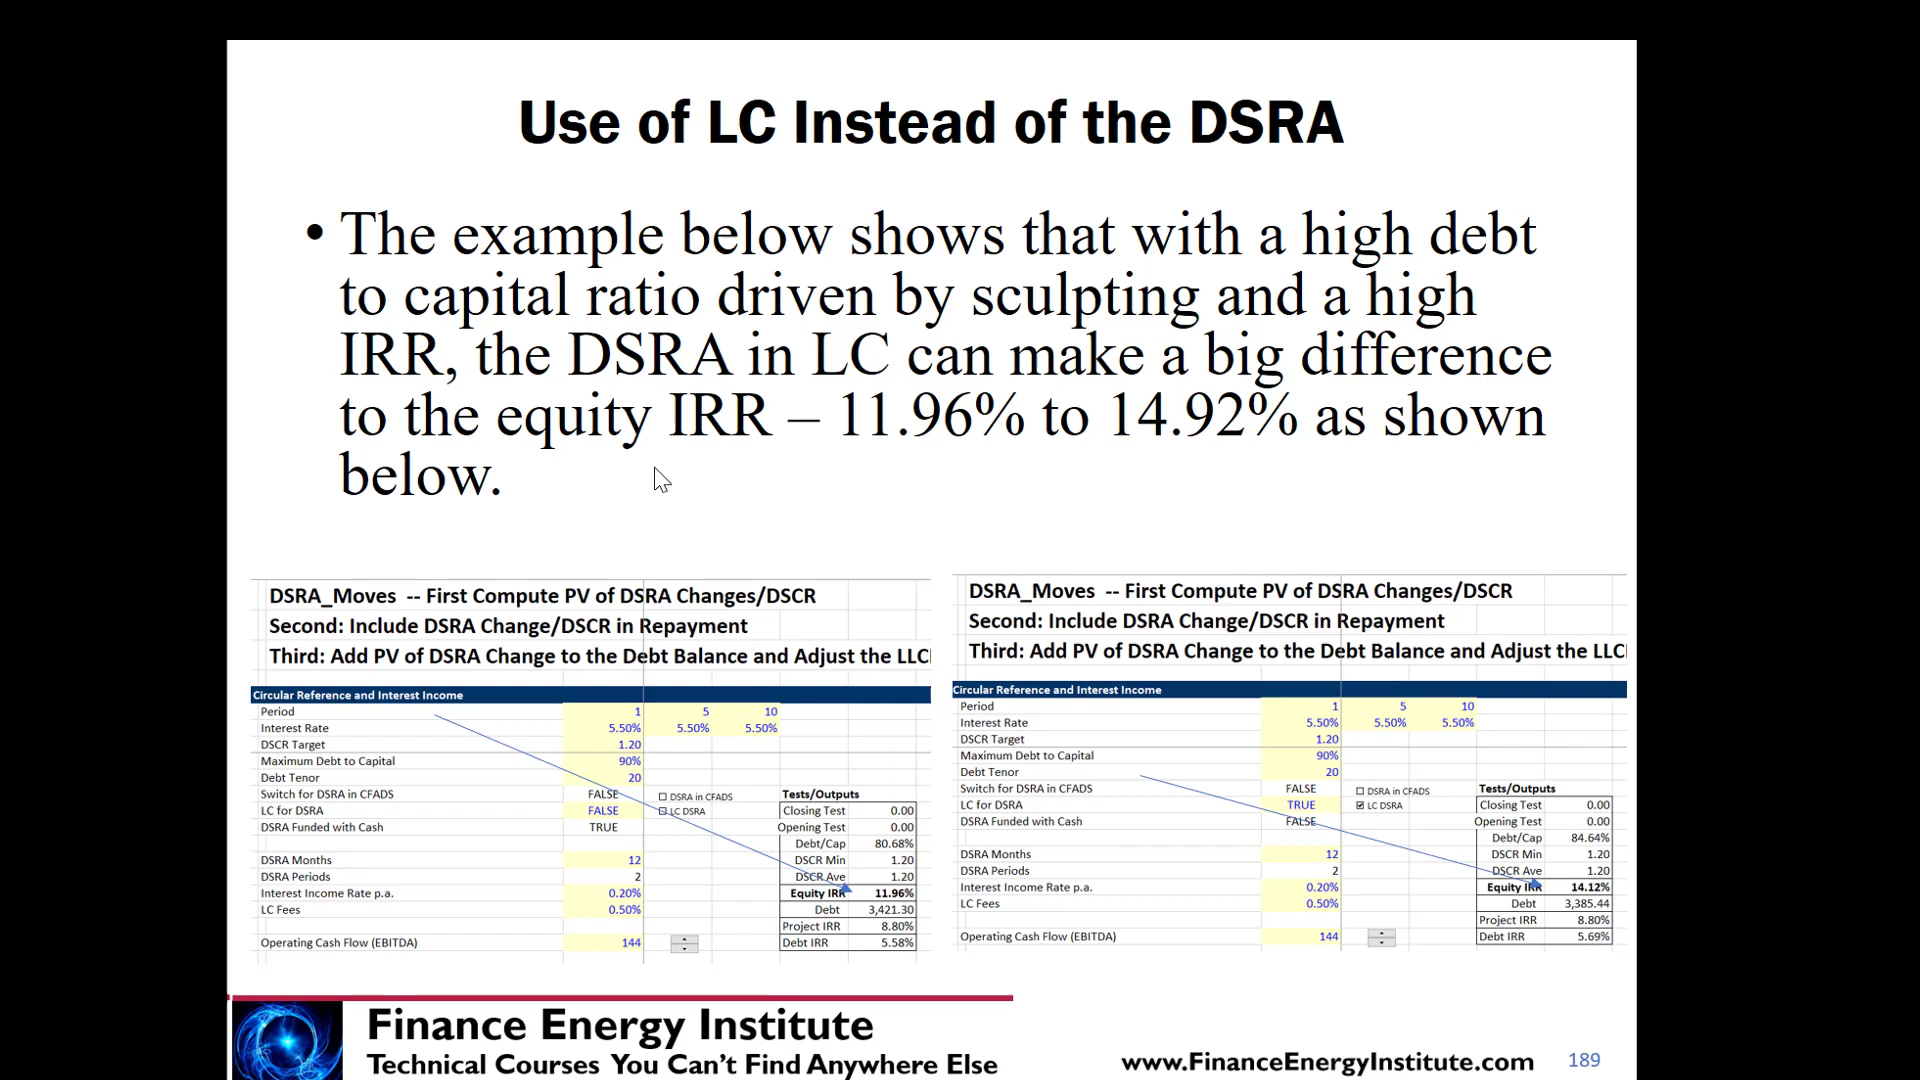 Use of LC Instead of the DSRA
• The example below shows that with a high debt
to capital ratio driven by sculpting and a high
IRR, the DSRA in LC can make a big difference
to the equity IRR – 11.96% to 14.92% as shown
below.
DSRA_Moves -- First Compute PV of DSRA Changes/DSCR
Second: Include DSRA Change/DSCR in Repayment
Third: Add PV of DSRA Change to the Debt Balance and Adjust the LLC
Circular Reference and Interest Income
Period 1 5 10
Interest Rate 5.50% 5.50% 5.50%
DSCR Target 1.20
Maximum Debt to Capital 90%
Debt Tenor 20
Switch for DSRA in CFADS FALSE DSRA in CFADS Tests/Outputs
LC for DSRA FALSE LC DSRA Closing Test 0.00
DSRA Funded with Cash TRUE Opening Test 0.00
Debt/Cap 80.68%
DSRA Months 12 DSCR Min 1.20
DSRA Periods 2 DSCR Ave 1.20
Interest Income Rate p.a. 0.20% Equity IRR 11.96%
LC Fees 0.50% Debt 3,421.30
Project IRR 8.80%
Operating Cash Flow (EBITDA) 144 Debt IRR 5.58%
DSRA_Moves -- First Compute PV of DSRA Changes/DSCR
Second: Include DSRA Change/DSCR in Repayment
Third: Add PV of DSRA Change to the Debt Balance and Adjust the LLC
Circular Reference and Interest Income
Period 1 5 10
Interest Rate 5.50% 5.50% 5.50%
DSCR Target 1.20
Maximum Debt to Capital 90%
Debt Tenor 20
Switch for DSRA in CFADS FALSE DSRA in CFADS Tests/Outputs
LC for DSRA TRUE LC DSRA Closing Test 0.00
DSRA Funded with Cash FALSE Opening Test 0.00
Debt/Cap 84.64%
DSRA Months 12 DSCR Min 1.20
DSRA Periods 2 DSCR Ave 1.20
Interest Income Rate p.a. 0.20% Equity IRR 14.12%
LC Fees 0.50% Debt 3,385.44
Project IRR 8.80%
Operating Cash Flow (EBITDA) 144 Debt IRR 5.69%
Finance Energy Institute
Technical Courses You Can't Find Anywhere Else
www.FinanceEnergyInstitute.com
189